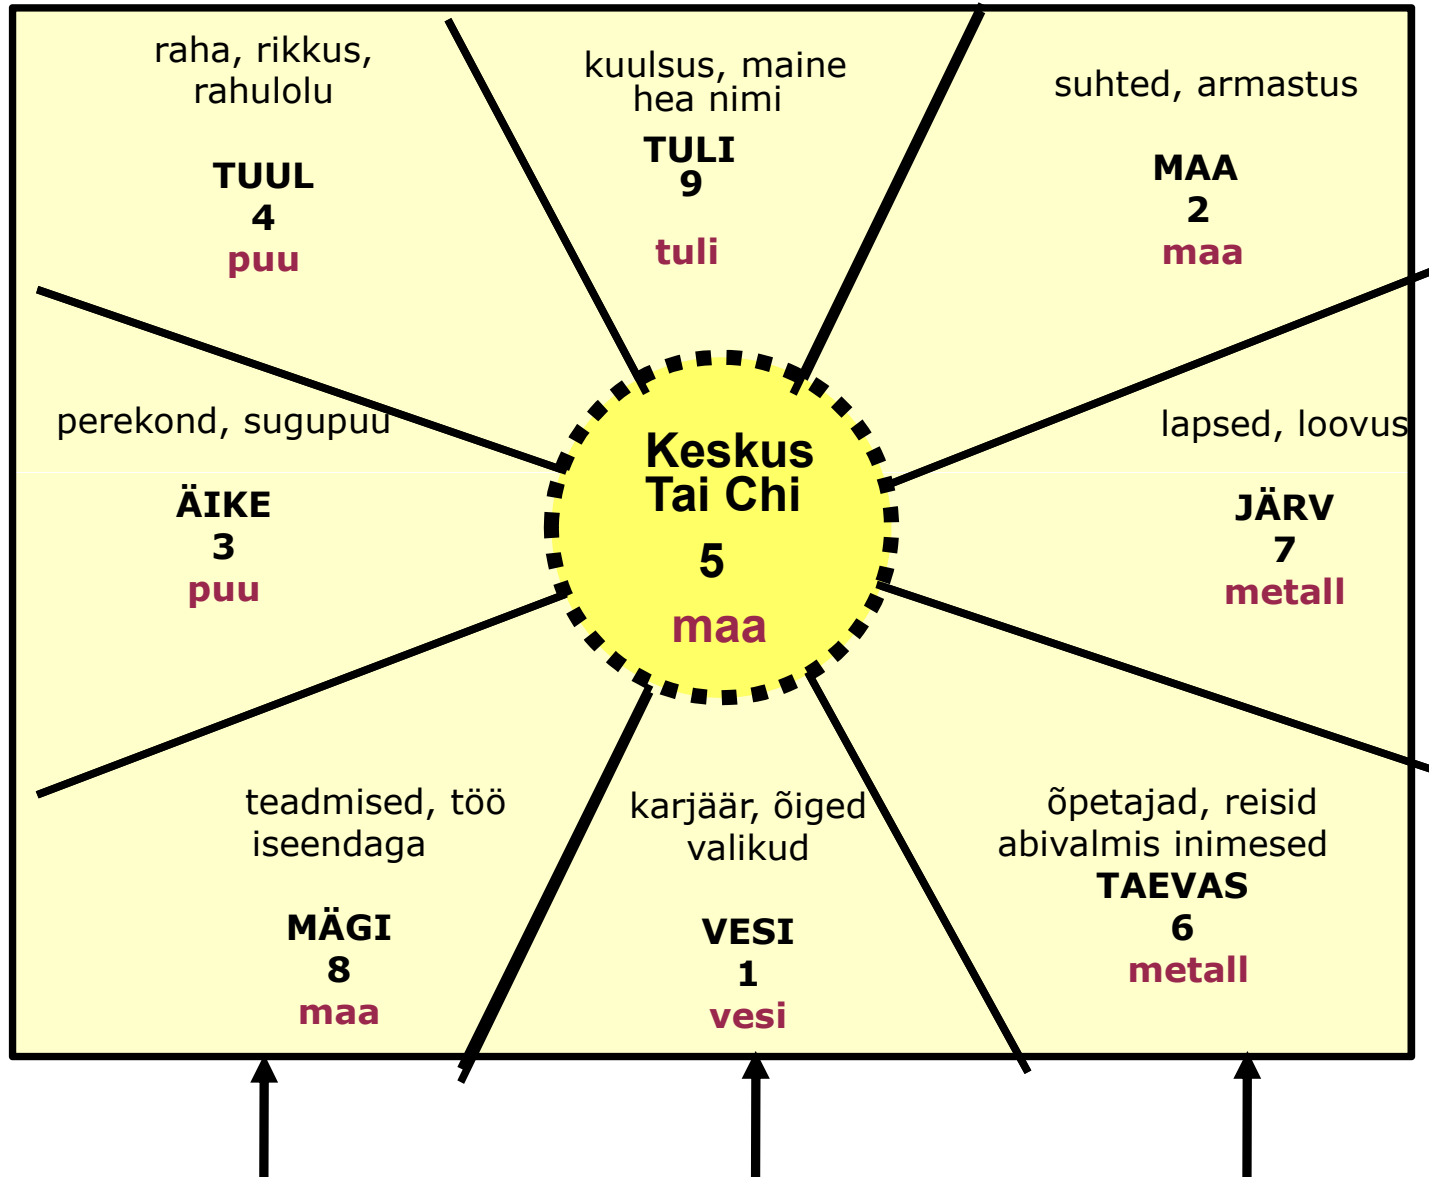 raha, rikkus,
rahulolu
TUUL
4
puu
kuulsus, maine
hea nimi
TULI
9
tuli
suhted, armastus
MAA
2
maa
perekond, sugupuu
ÄIKE
3
puu
Keskus
Tai Chi
5
maa
lapsed, loovus
JÄRV
7
metall
teadmised, töö
iseendaga
MÄGI
8
maa
karjäär, õiged
valikud
VESI
1
vesi
õpetajad, reisid
abivalmis inimesed
TAEVAS
6
metall